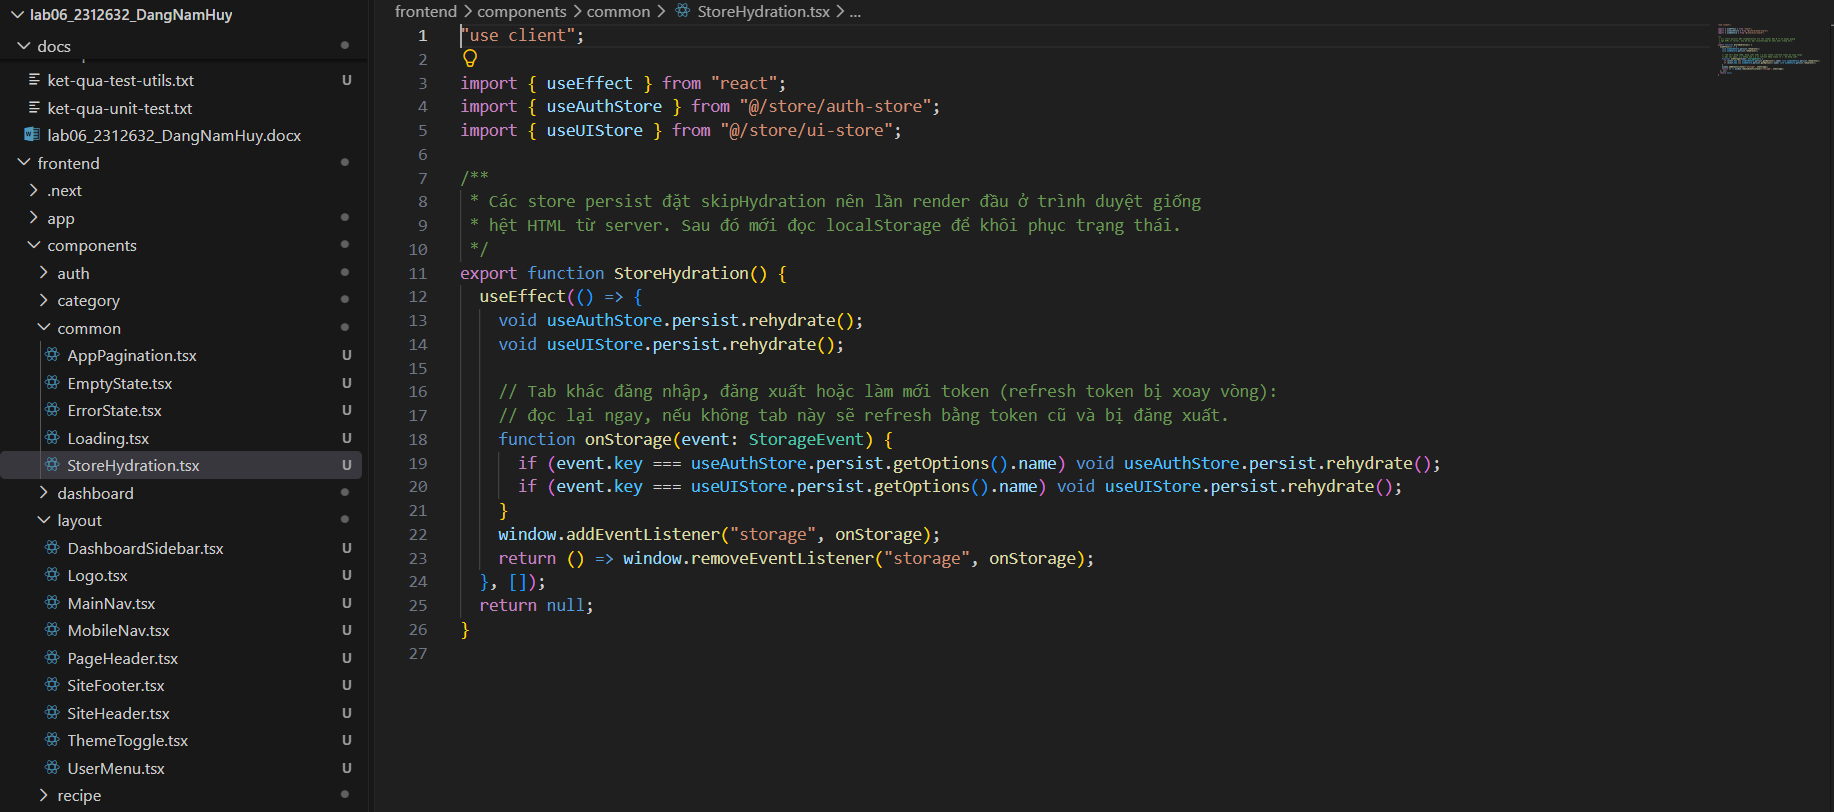 lab06_2312632_DangNamHuy
docs
ket-qua-test-utils.txt U
ket-qua-unit-test.txt
lab06_2312632_DangNamHuy.docx
frontend
.next
app
components
auth
category
common
AppPagination.tsx U
EmptyState.tsx U
ErrorState.tsx U
Loading.tsx U
StoreHydration.tsx U
dashboard
layout
DashboardSidebar.tsx U
Logo.tsx U
MainNav.tsx U
MobileNav.tsx U
PageHeader.tsx U
SiteFooter.tsx U
SiteHeader.tsx U
ThemeToggle.tsx U
UserMenu.tsx U
recipe
frontend > components > common > StoreHydration.tsx > ...
1 "use client";
2
3 import { useEffect } from "react";
4 import { useAuthStore } from "@/store/auth-store";
5 import { useUIStore } from "@/store/ui-store";
6
7 /**
8 * Các store persist đặt skipHydration nên lần render đầu ở trình duyệt giống
9 * hệt HTML từ server. Sau đó mới đọc localStorage để khôi phục trạng thái.
10 */
11 export function StoreHydration() {
12 useEffect(() => {
13 void useAuthStore.persist.rehydrate();
14 void useUIStore.persist.rehydrate();
15
16 // Tab khác đăng nhập, đăng xuất hoặc làm mới token (refresh token bị xoay vòng):
17 // đọc lại ngay, nếu không tab này sẽ refresh bằng token cũ và bị đăng xuất.
18 function onStorage(event: StorageEvent) {
19 if (event.key === useAuthStore.persist.getOptions().name) void useAuthStore.persist.rehydrate();
20 if (event.key === useUIStore.persist.getOptions().name) void useUIStore.persist.rehydrate();
21 }
22 window.addEventListener("storage", onStorage);
23 return () => window.removeEventListener("storage", onStorage);
24 }, []);
25 return null;
26 }
27